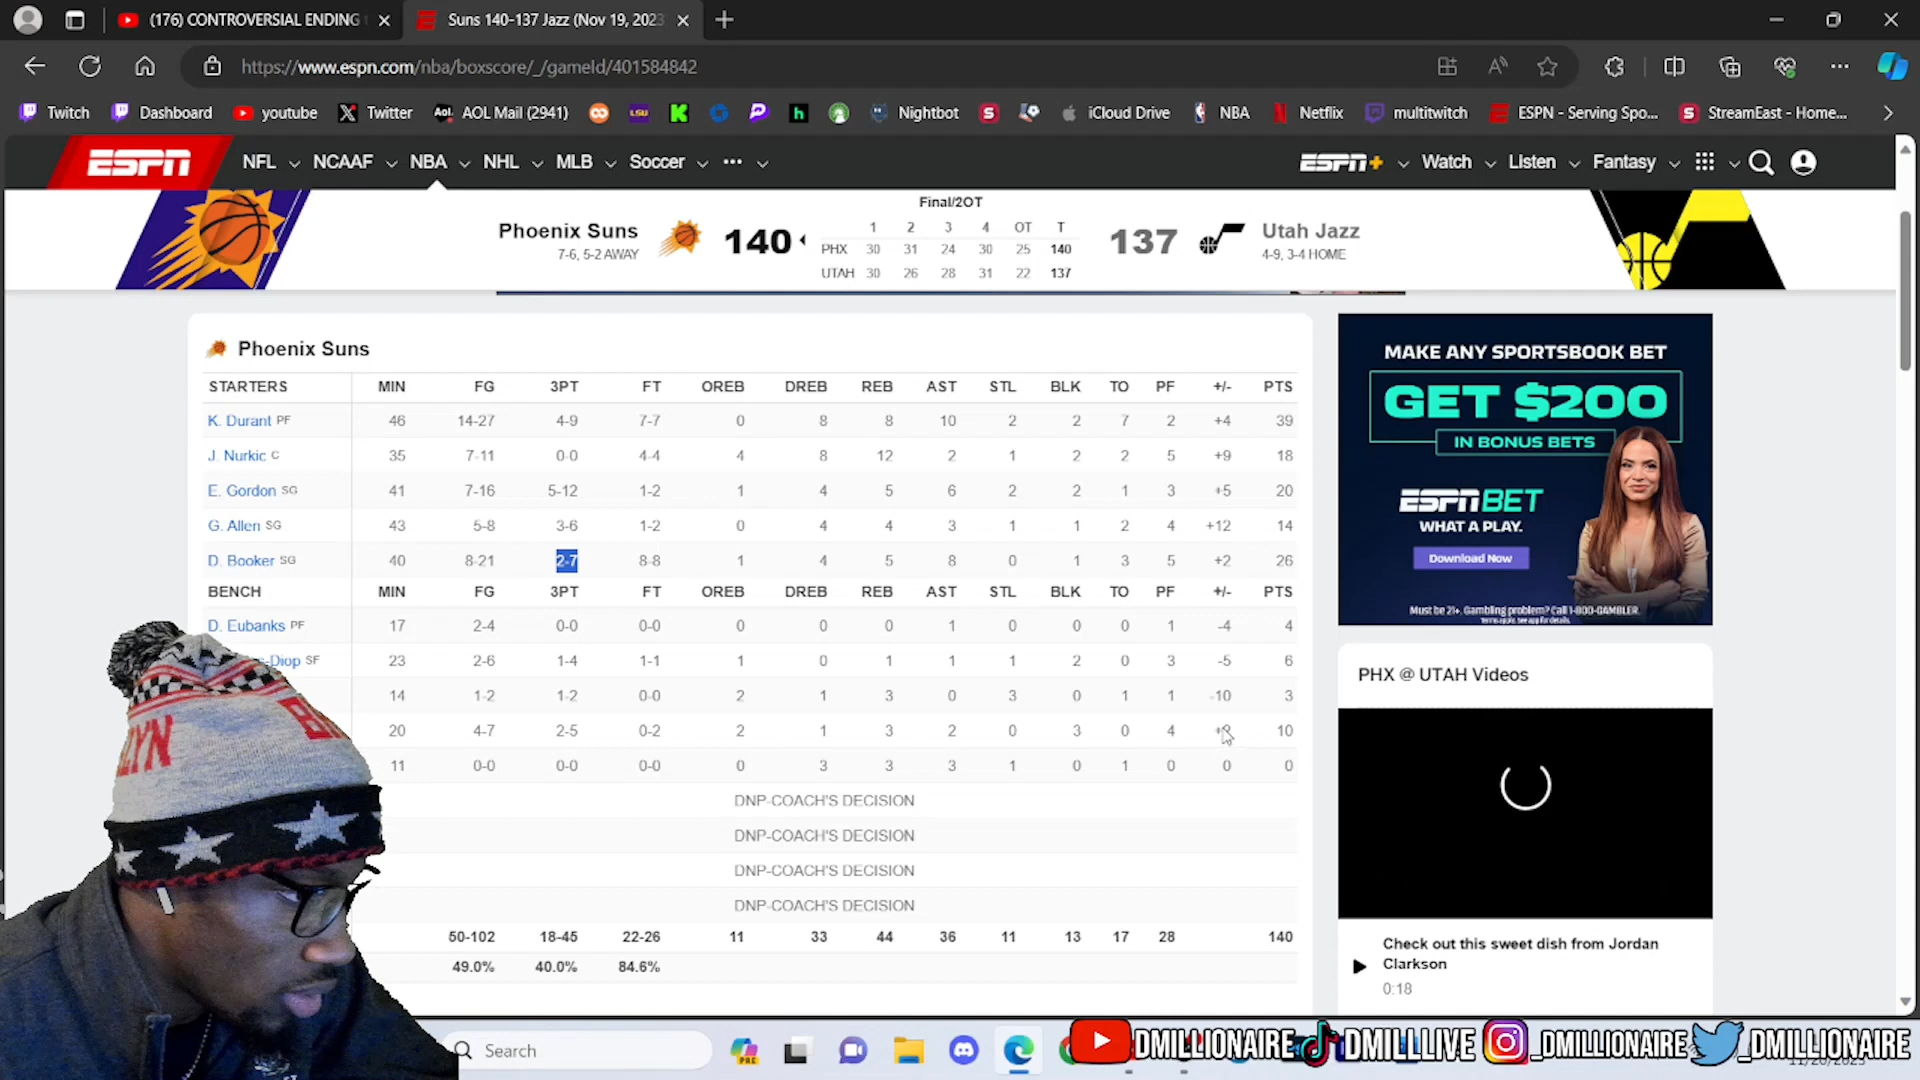 (176) CONTROVERSIAL ENDING
Suns 140-137 Jazz (Nov 19, 2023
https://www.espn.com/nba/boxscore/_/gameId/401584842
Twitch Dashboard youtube Twitter AOL Mail (2941) Nightbot iCloud Drive NBA Netflix multitwitch ESPN - Serving Spo... StreamEast - Home...
ESPN NFL NCAAF NBA NHL MLB Soccer ... ESPN+ Watch Listen Fantasy
Final/2OT
Phoenix Suns
7-6, 5-2 AWAY
140
1 2 3 4 OT T
PHX 30 31 24 30 25 140
UTAH 30 26 28 31 22 137
137
Utah Jazz
4-9, 3-4 HOME
Phoenix Suns
STARTERS MIN FG 3PT FT OREB DREB REB AST STL BLK TO PF +/- PTS
K. Durant PF 46 14-27 4-9 7-7 0 8 8 10 2 2 7 2 +4 39
J. Nurkic C 35 7-11 0-0 4-4 4 8 12 2 1 2 2 5 +9 18
E. Gordon SG 41 7-16 5-12 1-2 1 4 5 6 2 2 1 3 +5 20
G. Allen SG 43 5-8 3-6 1-2 0 4 4 3 1 1 2 4 +12 14
D. Booker SG 40 8-21 2-7 8-8 1 4 5 8 0 1 3 5 +2 26
BENCH MIN FG 3PT FT OREB DREB REB AST STL BLK TO PF +/- PTS
D. Eubanks PF 17 2-4 0-0 0-0 0 0 0 1 0 0 0 1 -4 4
-Diop SF 23 2-6 1-4 1-1 1 0 1 1 1 2 0 3 -5 6
14 1-2 1-2 0-0 2 1 3 0 3 0 1 1 -10 3
20 4-7 2-5 0-2 2 1 3 2 0 3 0 4 10
11 0-0 0-0 0-0 0 3 3 3 1 0 1 0 0 0
DNP-COACH'S DECISION
DNP-COACH'S DECISION
DNP-COACH'S DECISION
DNP-COACH'S DECISION
50-102 18-45 22-26 11 33 44 36 11 13 17 28 140
49.0% 40.0% 84.6%
MAKE ANY SPORTSBOOK BET
GET $200
IN BONUS BETS
ESPN BET
WHAT A PLAY.
Download Now
Must be 21+. Gambling problem? Call 1-800-GAMBLER.
Terms apply. See app for details.
PHX @ UTAH Videos
Check out this sweet dish from Jordan
Clarkson
0:18
Search
DMILLIONAIRE DMILLLIVE _DMILLIONAIRE _DMILLIONAIRE